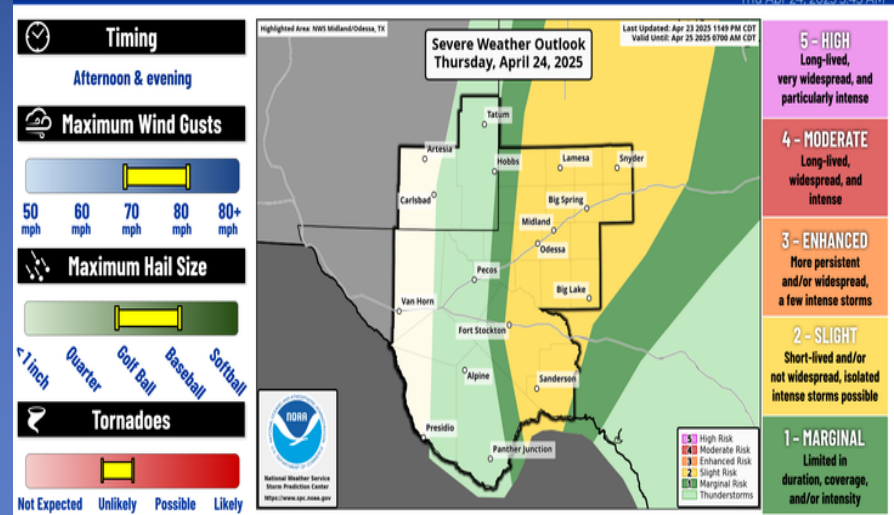 Thu Apr 24, 2025 5:45 AM
Timing
Afternoon & evening
Maximum Wind Gusts
50 60 70 80 80+
mph mph mph mph mph
Maximum Hail Size
< 1 inch Quarter Golf Ball Baseball Softball
Tornadoes
Not Expected Unlikely Possible Likely
Highlighted Area: NWS Midland/Odessa, TX
Severe Weather Outlook
Thursday, April 24, 2025
Last Updated: Apr 23 2025 1149 PM CDT
Valid Until: Apr 25 2025 0700 AM CDT
Tatum
Artesia
Hobbs
Lamesa
Snyder
Carlsbad
Big Spring
Midland
Odessa
Pecos
Big Lake
Van Horn
Fort Stockton
Alpine
Sanderson
Presidio
Panther Junction
NOAA
National Weather Service
Storm Prediction Center
https://www.spc.noaa.gov
5 High Risk
4 Moderate Risk
3 Enhanced Risk
2 Slight Risk
1 Marginal Risk
Thunderstorms
5 - HIGH
Long-lived,
very widespread, and
particularly intense
4 - MODERATE
Long-lived,
widespread, and
intense
3 - ENHANCED
More persistent
and/or widespread,
a few intense storms
2 - SLIGHT
Short-lived and/or
not widespread, isolated
intense storms possible
1 - MARGINAL
Limited in
duration, coverage,
and/or intensity